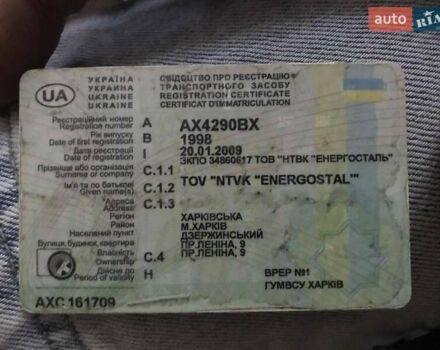 auto RIA
УКРАЇНА
УКРАИНА
UKRAINE
UKRAINE
UA
СВІДОЦТВО ПРО РЕЄСТРАЦІЮ
ТРАНСПОРТНОГО ЗАСОБУ
REGISTRATION CERTIFICATE
CERTIFICAT D'IMMATRICULATION
Реєстраційний номер
Registration number A AX4290BX
Рік випуску
Date of first registration B 1998
Дата реєстрації
Date of registration I 20.01.2009
ЗКПО 34860617 ТОВ "НТВК "ЕНЕРГОСТАЛЬ"
Прізвище або організація
Surname or company C.1.1
TOV "NTVK "ENERGOSTAL'"
Ім'я та по батькові
Given name(s) C.1.2
Адреса
Address C.1.3
Регіон ХАРКІВСЬКА
Район М.ХАРКІВ
Населений пункт ДЗЕРЖИНСЬКИЙ
Вулиця, будинок, квартира ПР.ЛЕНІНА, 9
Власність
Ownership C.4 ПР.ЛЕНІНА, 9
Дійсне до
Period of validity H
ВРЕР №1
ГУМВСУ ХАРКІВ
AXC 161709